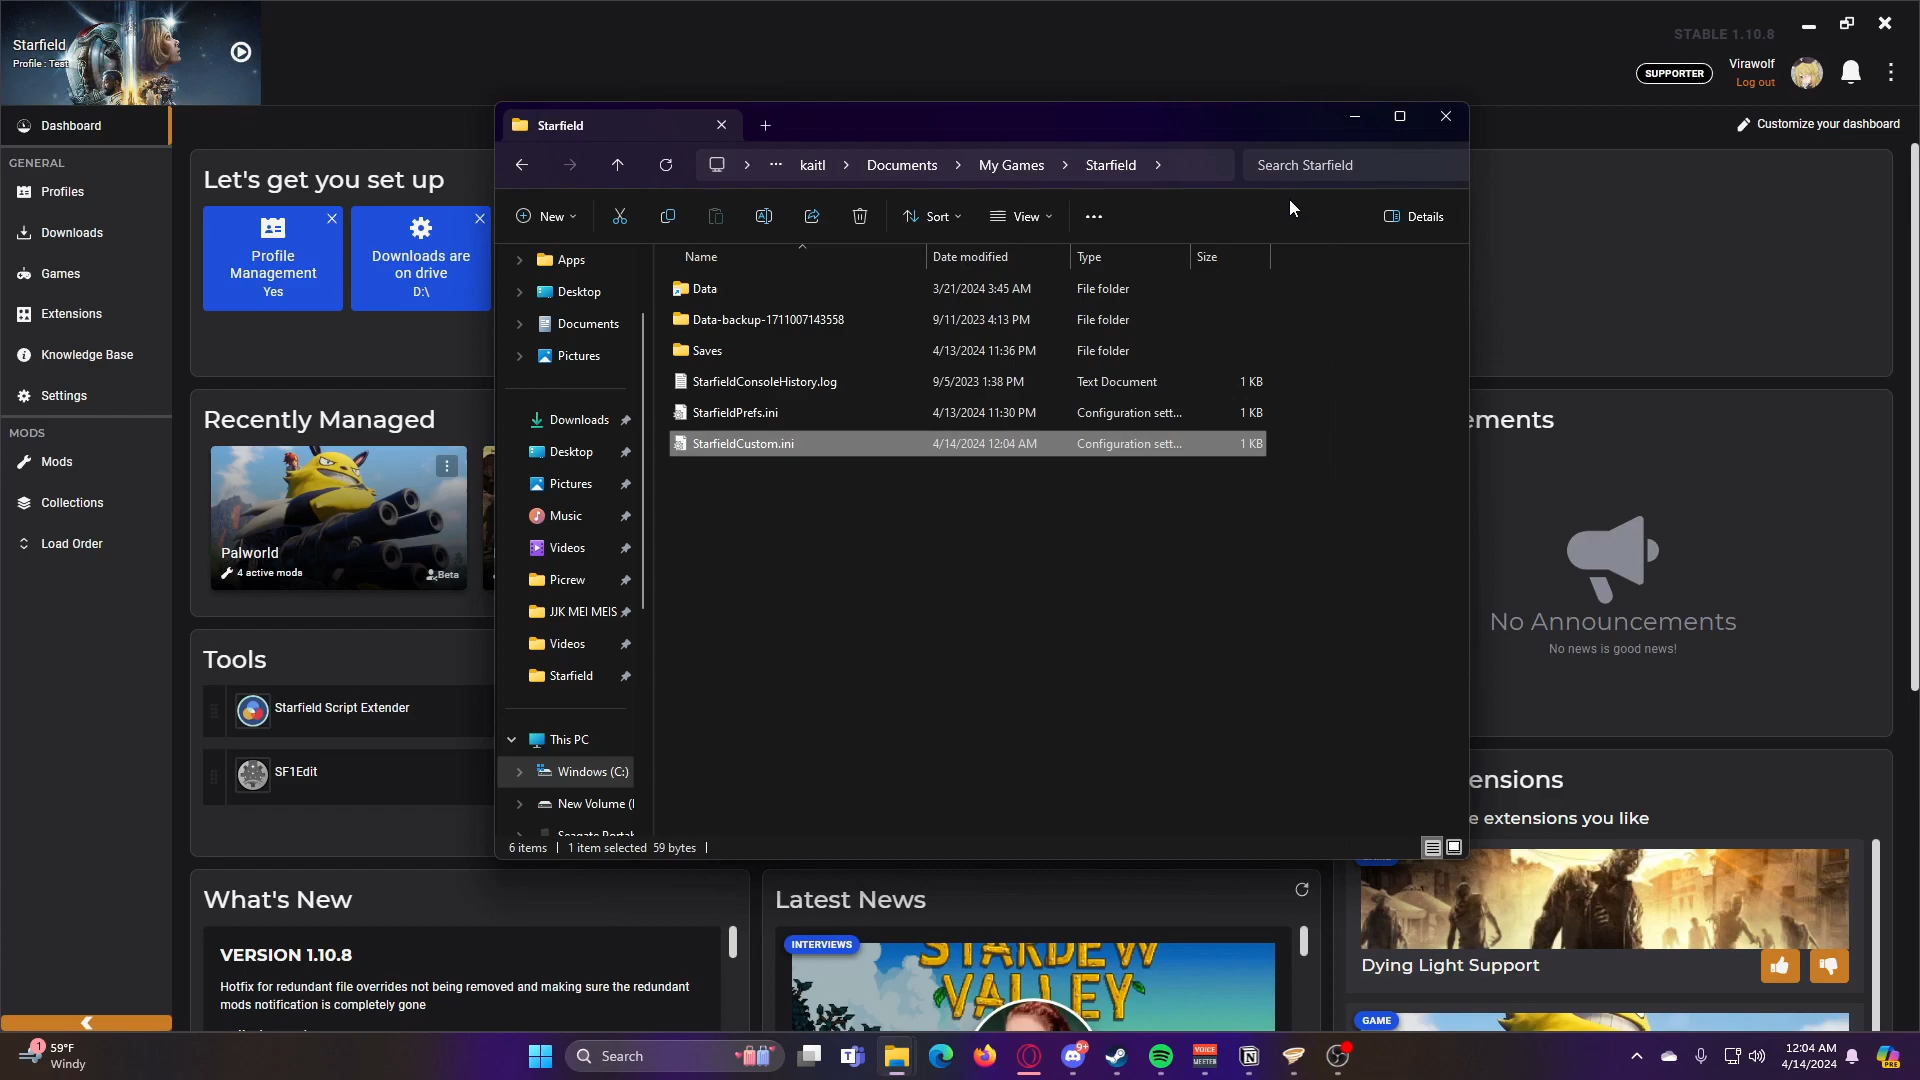 Starfield
Profile : Test
STABLE 1.10.8
SUPPORTER
Virawolf
Log out
Dashboard
Customize your dashboard
GENERAL
Profiles
Downloads
Games
Extensions
Knowledge Base
Settings
MODS
Mods
Collections
Load Order
Let's get you set up
Profile
Management
Yes
Downloads are
on drive
D:\
Recently Managed
Palworld
4 active mods
Beta
Tools
Starfield Script Extender
SF1Edit
Starfield
kaitl
Documents
My Games
Starfield
Search Starfield
New
Sort
View
Details
Apps
Desktop
Documents
Pictures
Downloads
Desktop
Pictures
Music
Videos
Picrew
JJK MEI MEIS
Videos
Starfield
This PC
Windows (C:)
New Volume (
Name Date modified Type Size
Data 3/21/2024 3:45 AM File folder
Data-backup-1711007143558 9/11/2023 4:13 PM File folder
Saves 4/13/2024 11:36 PM File folder
StarfieldConsoleHistory.log 9/5/2023 1:38 PM Text Document 1 KB
StarfieldPrefs.ini 4/13/2024 11:30 PM Configuration sett... 1 KB
StarfieldCustom.ini 4/14/2024 12:04 AM Configuration sett... 1 KB
6 items 1 item selected 59 bytes
ements
No Announcements
No news is good news!
ensions
e extensions you like
Dying Light Support
GAME
What's New
VERSION 1.10.8
Hotfix for redundant file overrides not being removed and making sure the redundant
mods notification is completely gone
Latest News
INTERVIEWS
STARDEW
VALLEY
1
59°F
Windy
Search
9+
VOICE
MEETER
12:04 AM
4/14/2024
PRE